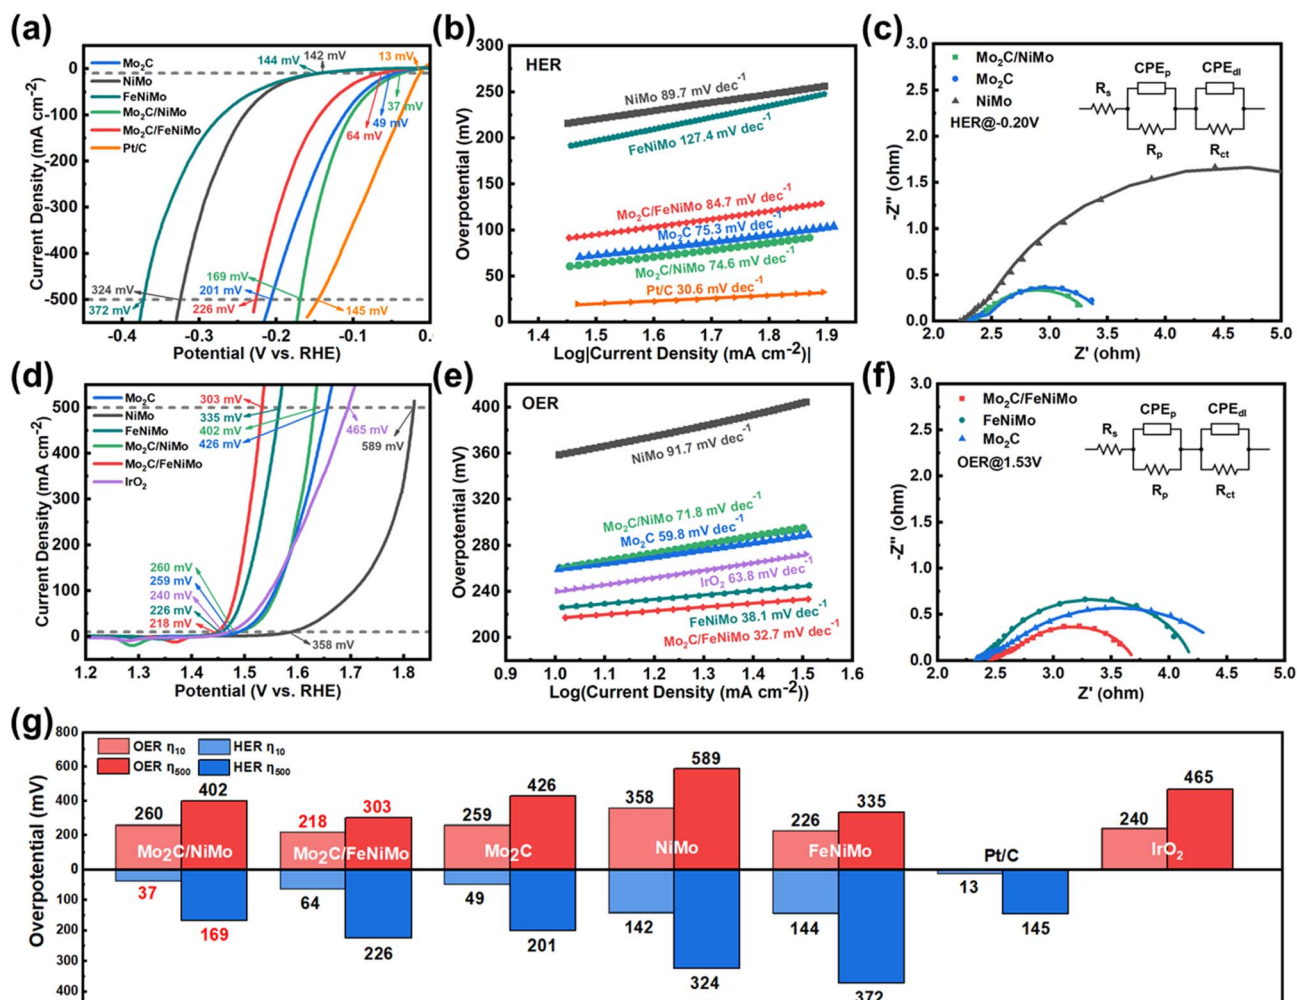 (a)
144 mV
142 mV
13 mV
Mo2C
NiMo
FeNiMo
Mo2C/NiMo
Mo2C/FeNiMo
Pt/C
37 mV
49 mV
64 mV
169 mV
324 mV
201 mV
372 mV
226 mV
145 mV
0
-100
-200
-300
-400
-500
Current Density (mA cm-2)
-0.4
-0.3
-0.2
-0.1
0.
Potential (V vs. RHE)
(b)
HER
NiMo 89.7 mV dec-1
FeNiMo 127.4 mV dec-1
Mo2C/FeNiMo 84.7 mV dec-1
Mo2C 75.3 mV dec-1
Mo2C/NiMo 74.6 mV dec-1
Pt/C 30.6 mV dec-1
300
250
200
150
100
50
0
Overpotential (mV)
1.4
1.5
1.6
1.7
1.8
1.9
Log|Current Density (mA cm-2)|
(c)
Mo2C/NiMo
Mo2C
NiMo
HER@-0.20V
Rs
CPEp
CPEdl
Rp
Rct
3.0
2.5
2.0
1.5
1.0
0.5
0.0
-Z'' (ohm)
2.0
2.5
3.0
3.5
4.0
4.5
5.0
Z' (ohm)
(d)
Mo2C
NiMo
FeNiMo
Mo2C/NiMo
Mo2C/FeNiMo
IrO2
303 mV
335 mV
402 mV
426 mV
465 mV
589 mV
260 mV
259 mV
240 mV
226 mV
218 mV
358 mV
500
400
300
200
100
0
Current Density (mA cm-2)
1.2
1.3
1.4
1.5
1.6
1.7
1.8
Potential (V vs. RHE)
(e)
OER
NiMo 91.7 mV dec-1
Mo2C/NiMo 71.8 mV dec-1
Mo2C 59.8 mV dec-1
IrO2 63.8 mV dec-1
FeNiMo 38.1 mV dec-1
Mo2C/FeNiMo 32.7 mV dec-1
400
360
320
280
240
200
Overpotential (mV)
0.9
1.0
1.1
1.2
1.3
1.4
1.5
1.6
Log(Current Density (mA cm-2))
(f)
Mo2C/FeNiMo
FeNiMo
Mo2C
OER@1.53V
Rs
CPEp
CPEdl
Rp
Rct
3.0
2.5
2.0
1.5
1.0
0.5
0.0
-Z'' (ohm)
2.0
2.5
3.0
3.5
4.0
4.5
5.0
Z' (ohm)
(g)
OER η10
HER η10
OER η500
HER η500
800
600
400
200
0
100
200
300
400
Overpotential (mV)
260
402
Mo2C/NiMo
37
169
218
303
Mo2C/FeNiMo
64
226
259
426
Mo2C
49
201
358
589
NiMo
142
324
226
335
FeNiMo
144
372
Pt/C
13
145
240
465
IrO2